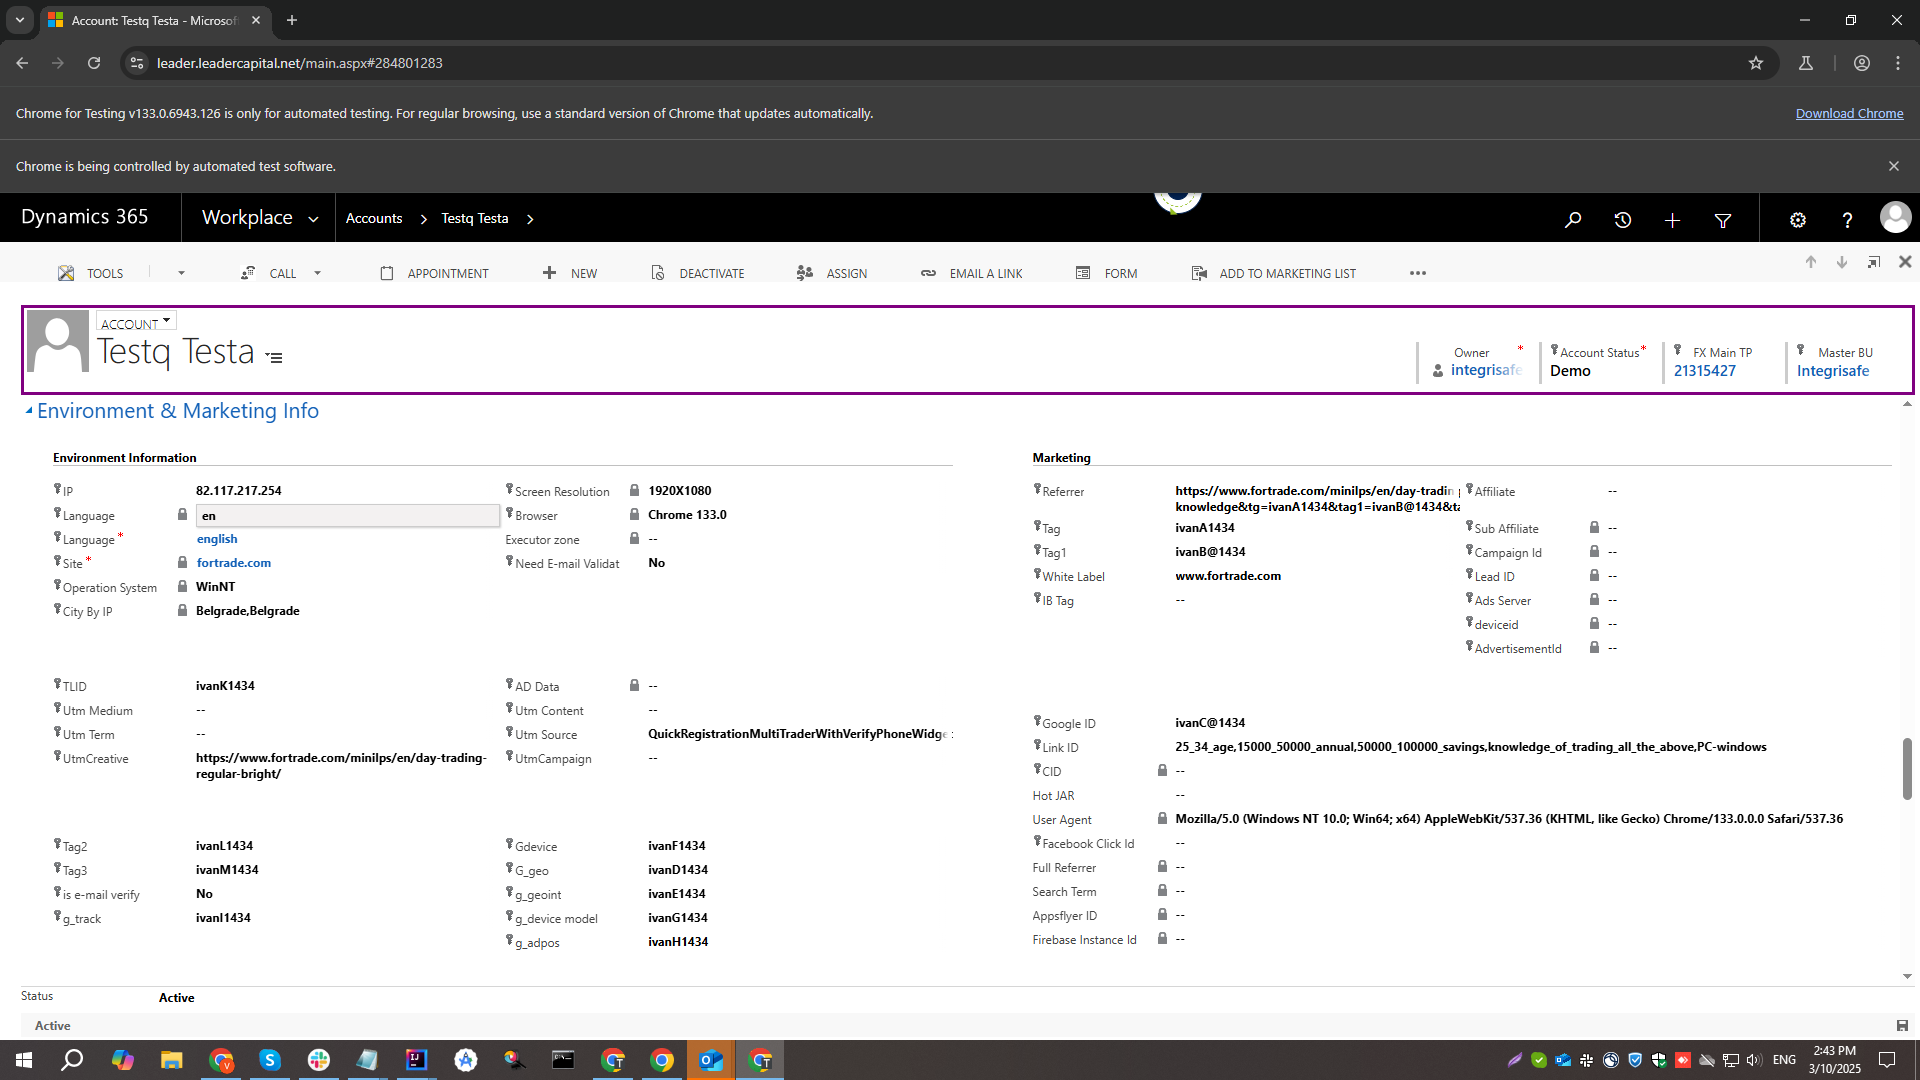 Account: Testq Testa - Microsof
leader.leadercapital.net/main.aspx#284801283
Chrome for Testing v133.0.6943.126 is only for automated testing. For regular browsing, use a standard version of Chrome that updates automatically.
Download Chrome
Chrome is being controlled by automated test software.
Dynamics 365
Workplace
Accounts
Testq Testa
TOOLS
CALL
APPOINTMENT
NEW
DEACTIVATE
ASSIGN
EMAIL A LINK
FORM
ADD TO MARKETING LIST
ACCOUNT
Testq Testa
Owner *
integrisafe
Account Status *
Demo
FX Main TP
21315427
Master BU
Integrisafe
Environment & Marketing Info
Environment Information
IP 82.117.217.254
Language en
Language * english
Site * fortrade.com
Operation System WinNT
City By IP Belgrade,Belgrade
Screen Resolution 1920X1080
Browser Chrome 133.0
Executor zone --
Need E-mail Validat No
TLID ivanK1434
Utm Medium --
Utm Term --
UtmCreative https://www.fortrade.com/minilps/en/day-trading-
regular-bright/
AD Data --
Utm Content --
Utm Source QuickRegistrationMultiTraderWithVerifyPhoneWidge
UtmCampaign --
Tag2 ivanL1434
Tag3 ivanM1434
is e-mail verify No
g_track ivanI1434
Gdevice ivanF1434
G_geo ivanD1434
g_geoint ivanE1434
g_device model ivanG1434
g_adpos ivanH1434
Marketing
Referrer https://www.fortrade.com/minilps/en/day-tradin
knowledge&tg=ivanA1434&tag1=ivanB@1434&ta
Tag ivanA1434
Tag1 ivanB@1434
White Label www.fortrade.com
IB Tag --
Affiliate --
Sub Affiliate --
Campaign Id --
Lead ID --
Ads Server --
deviceid --
AdvertisementId --
Google ID ivanC@1434
Link ID 25_34_age,15000_50000_annual,50000_100000_savings,knowledge_of_trading_all_the_above,PC-windows
CID --
Hot JAR --
User Agent Mozilla/5.0 (Windows NT 10.0; Win64; x64) AppleWebKit/537.36 (KHTML, like Gecko) Chrome/133.0.0.0 Safari/537.36
Facebook Click Id --
Full Referrer --
Search Term --
Appsflyer ID --
Firebase Instance Id --
Status Active
Active
ENG
2:43 PM
3/10/2025